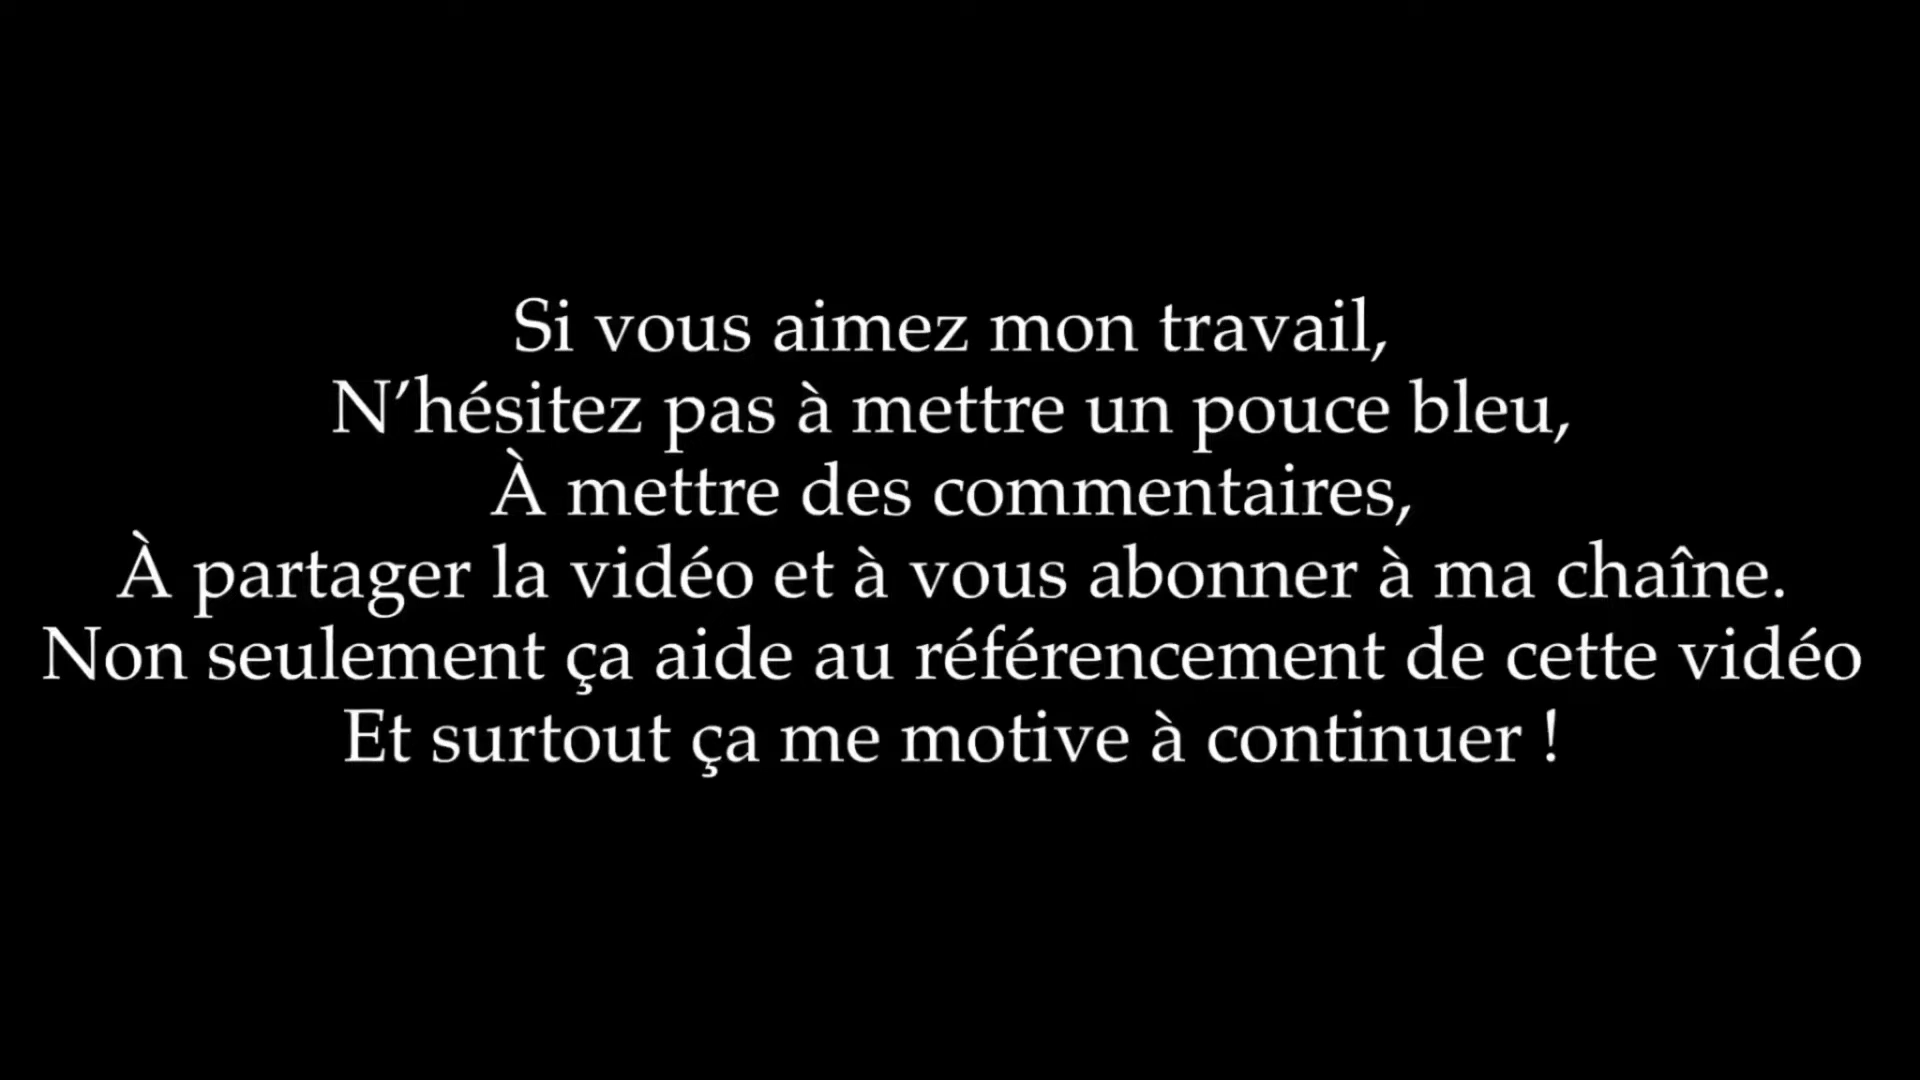 Si vous aimez mon travail,
N’hésitez pas à mettre un pouce bleu,
À mettre des commentaires,
À partager la vidéo et à vous abonner à ma chaîne.
Non seulement ça aide au référencement de cette vidéo
Et surtout ça me motive à continuer !